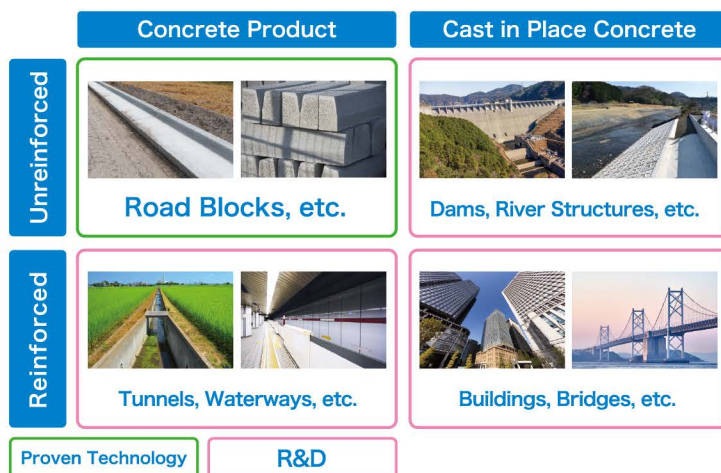 Concrete Product
Cast in Place Concrete
Unreinforced
Road Blocks, etc.
Dams, River Structures, etc.
Reinforced
Tunnels, Waterways, etc.
Buildings, Bridges, etc.
Proven Technology
R&D